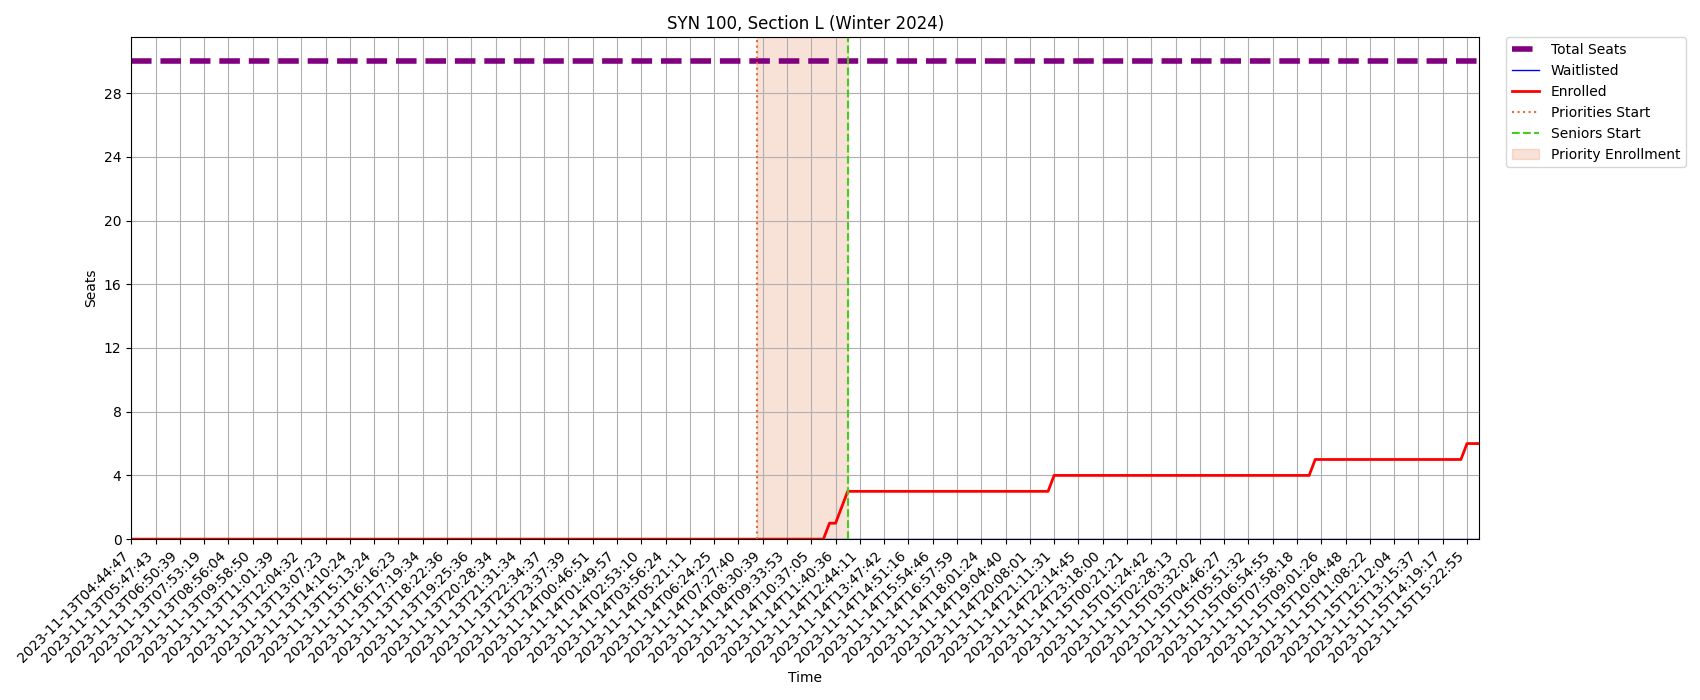 SYN 100, Section L (Winter 2024)
Total Seats
Waitlisted
Enrolled
Priorities Start
Seniors Start
Priority Enrollment
Seats
28
24
20
16
12
8
4
0
2023-11-13T04:44:47
2023-11-13T05:47:43
2023-11-13T06:50:39
2023-11-13T07:53:19
2023-11-13T08:56:04
2023-11-13T09:58:50
2023-11-13T11:01:39
2023-11-13T12:04:32
2023-11-13T13:07:23
2023-11-13T14:10:24
2023-11-13T15:13:24
2023-11-13T16:16:23
2023-11-13T17:19:34
2023-11-13T18:22:36
2023-11-13T19:25:36
2023-11-13T20:28:34
2023-11-13T21:31:34
2023-11-13T22:34:37
2023-11-13T23:37:39
2023-11-14T00:46:51
2023-11-14T01:49:57
2023-11-14T02:53:10
2023-11-14T03:56:24
2023-11-14T05:21:11
2023-11-14T06:24:25
2023-11-14T07:27:40
2023-11-14T08:30:39
2023-11-14T09:33:53
2023-11-14T10:37:05
2023-11-14T11:40:36
2023-11-14T12:44:11
2023-11-14T13:47:42
2023-11-14T14:51:16
2023-11-14T15:54:46
2023-11-14T16:57:59
2023-11-14T18:01:24
2023-11-14T19:04:40
2023-11-14T20:08:01
2023-11-14T21:11:31
2023-11-14T22:14:45
2023-11-14T23:18:00
2023-11-15T00:21:21
2023-11-15T01:24:42
2023-11-15T02:28:13
2023-11-15T03:32:02
2023-11-15T04:46:27
2023-11-15T05:51:32
2023-11-15T06:54:55
2023-11-15T07:58:18
2023-11-15T09:01:26
2023-11-15T10:04:48
2023-11-15T11:08:22
2023-11-15T12:12:04
2023-11-15T13:15:37
2023-11-15T14:19:17
2023-11-15T15:22:55
Time